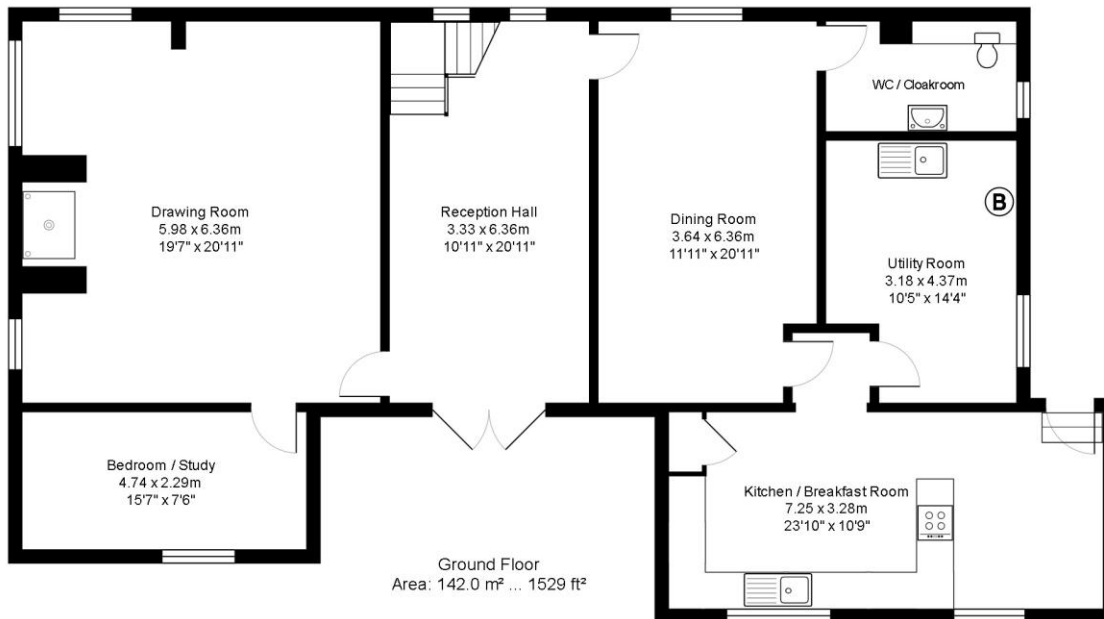 WC / Cloakroom
Drawing Room
5.98 x 6.36m
19'7" x 20'11"
Reception Hall
3.33 x 6.36m
10'11" x 20'11"
Dining Room
3.64 x 6.36m
11'11" x 20'11"
B
Utility Room
3.18 x 4.37m
10'5" x 14'4"
Bedroom / Study
4.74 x 2.29m
15'7" x 7'6"
Kitchen / Breakfast Room
7.25 x 3.28m
23'10" x 10'9"
Ground Floor
Area: 142.0 m² ... 1529 ft²